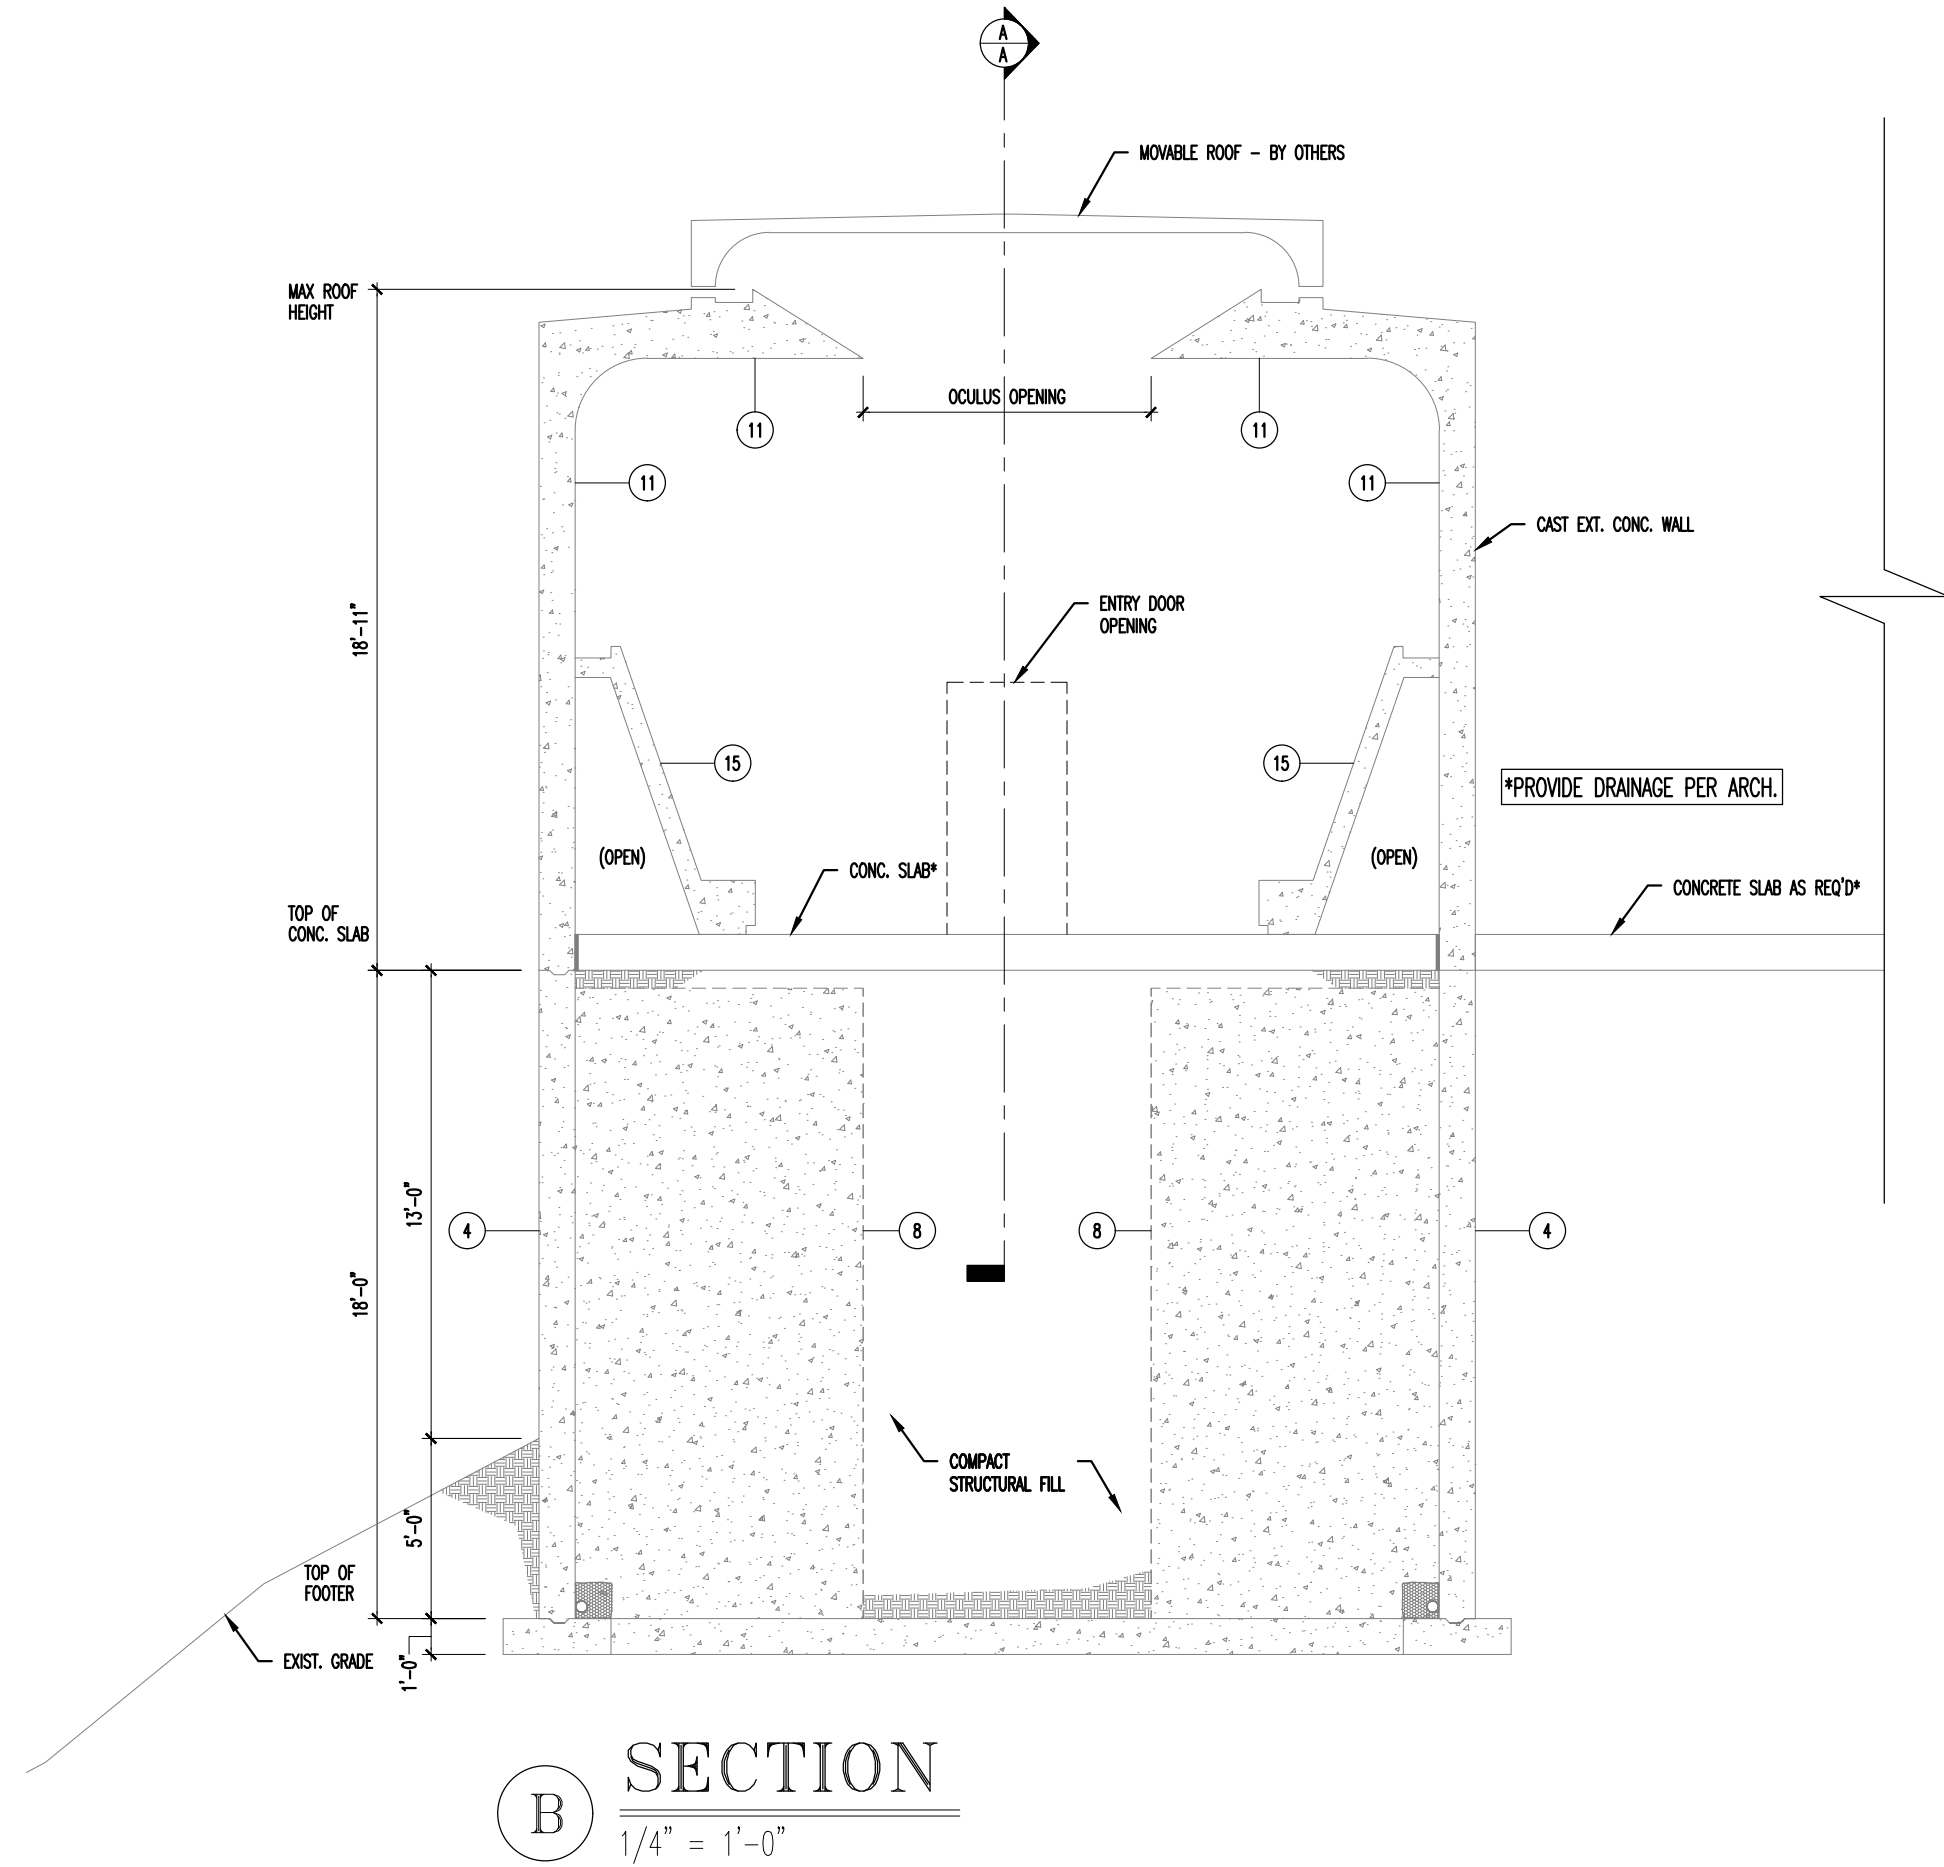 A
A
MOVABLE ROOF - BY OTHERS
MAX ROOF
HEIGHT
OCULUS OPENING
11
11
11
11
CAST EXT. CONC. WALL
ENTRY DOOR
OPENING
18'-11"
15
15
*PROVIDE DRAINAGE PER ARCH.
(OPEN)
(OPEN)
CONC. SLAB*
CONCRETE SLAB AS REQ'D*
TOP OF
CONC. SLAB
13'-0"
4
8
8
4
18'-0"
COMPACT
STRUCTURAL FILL
5'-0"
TOP OF
FOOTER
EXIST. GRADE
1'-0"
SECTION
B
1/4" = 1'-0"